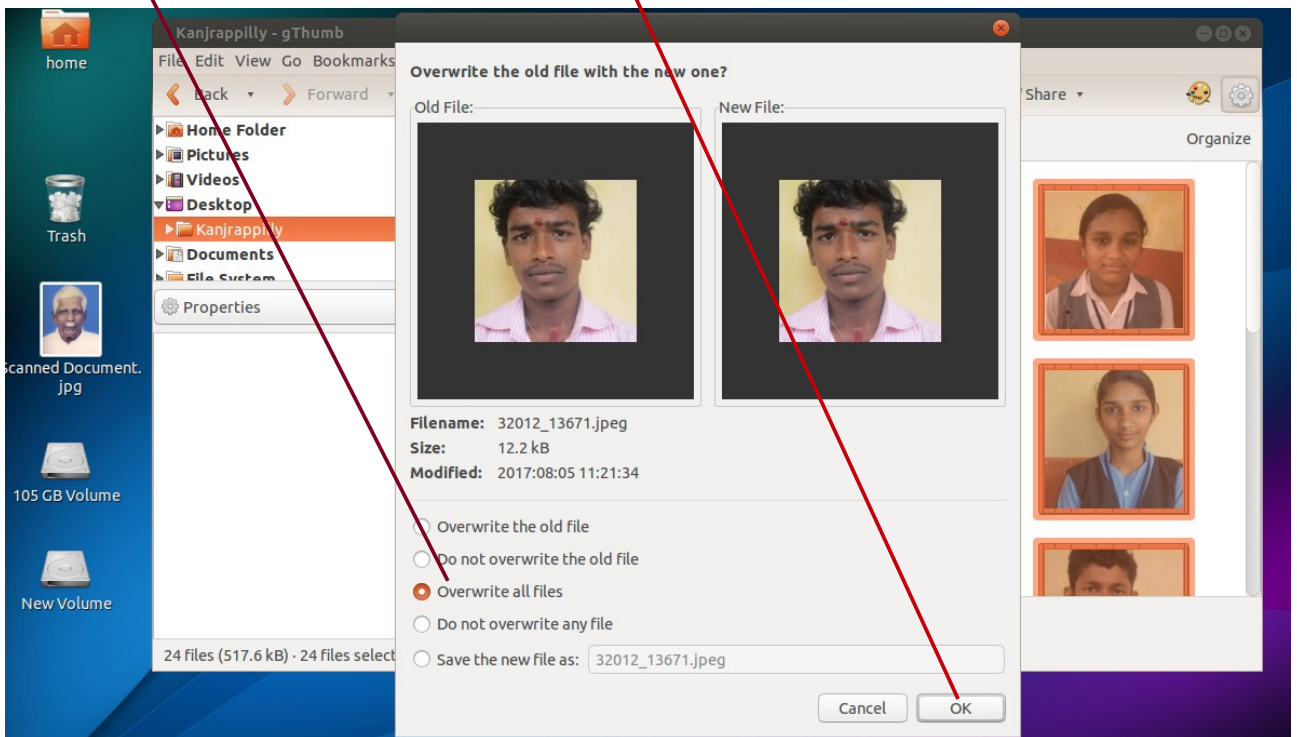 home
Trash
Scanned Document.
jpg
105 GB Volume
New Volume
Kanjrappilly - gThumb
File Edit View Go Bookmarks
Back Forward
Home Folder
Pictures
Videos
Desktop
Kanjrappilly
Documents
File System
Properties
24 files (517.6 kB) · 24 files select
Overwrite the old file with the new one?
Old File: New File:
Filename: 32012_13671.jpeg
Size: 12.2 kB
Modified: 2017:08:05 11:21:34
Overwrite the old file
Do not overwrite the old file
Overwrite all files
Do not overwrite any file
Save the new file as: 32012_13671.jpeg
Cancel OK
Share
Organize